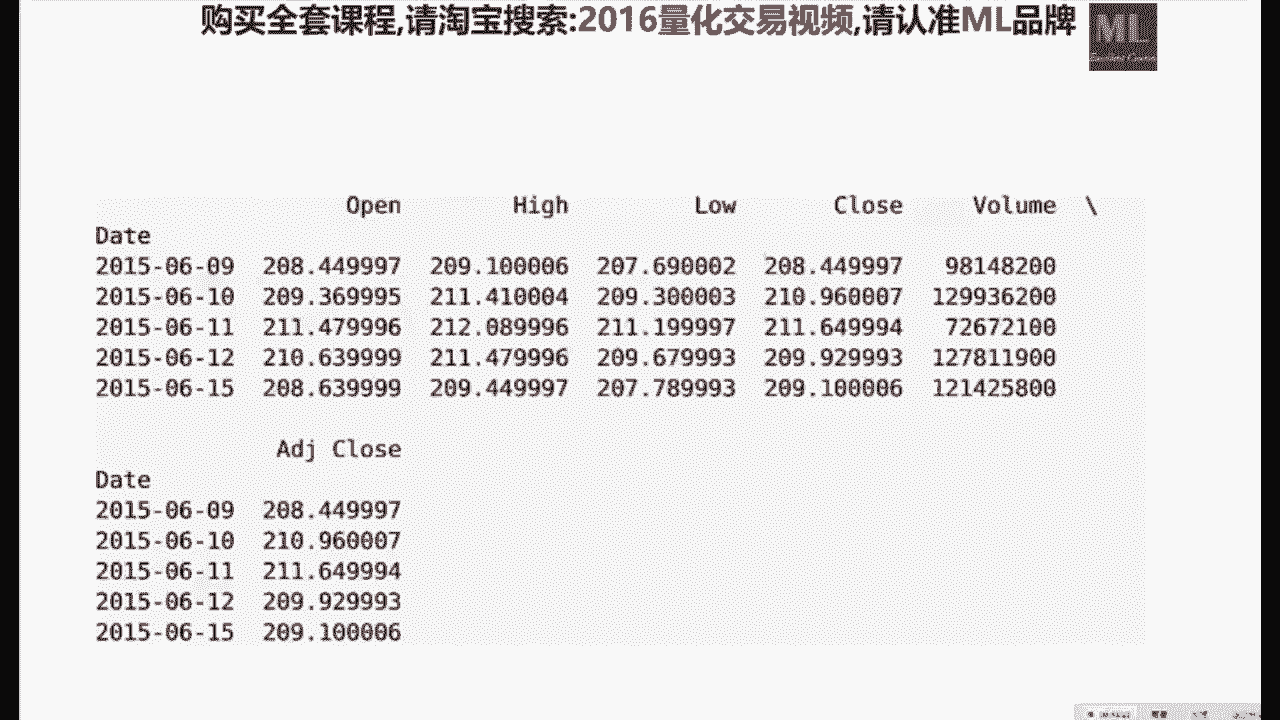 购买全套课程,请淘宝搜索:2016量化交易视频,请认准ML品牌
ML
Open High Low Close Volume \
Date
2015-06-09 208.449997 209.100006 207.690002 208.449997 98148200
2015-06-10 209.369995 211.410004 209.300003 210.960007 129936200
2015-06-11 211.479996 212.089996 211.199997 211.649994 72672100
2015-06-12 210.639999 211.479996 209.679993 209.929993 127811900
2015-06-15 208.639999 209.449997 207.789993 209.100006 121425800
Adj Close
Date
2015-06-09 208.449997
2015-06-10 210.960007
2015-06-11 211.649994
2015-06-12 209.929993
2015-06-15 209.100006